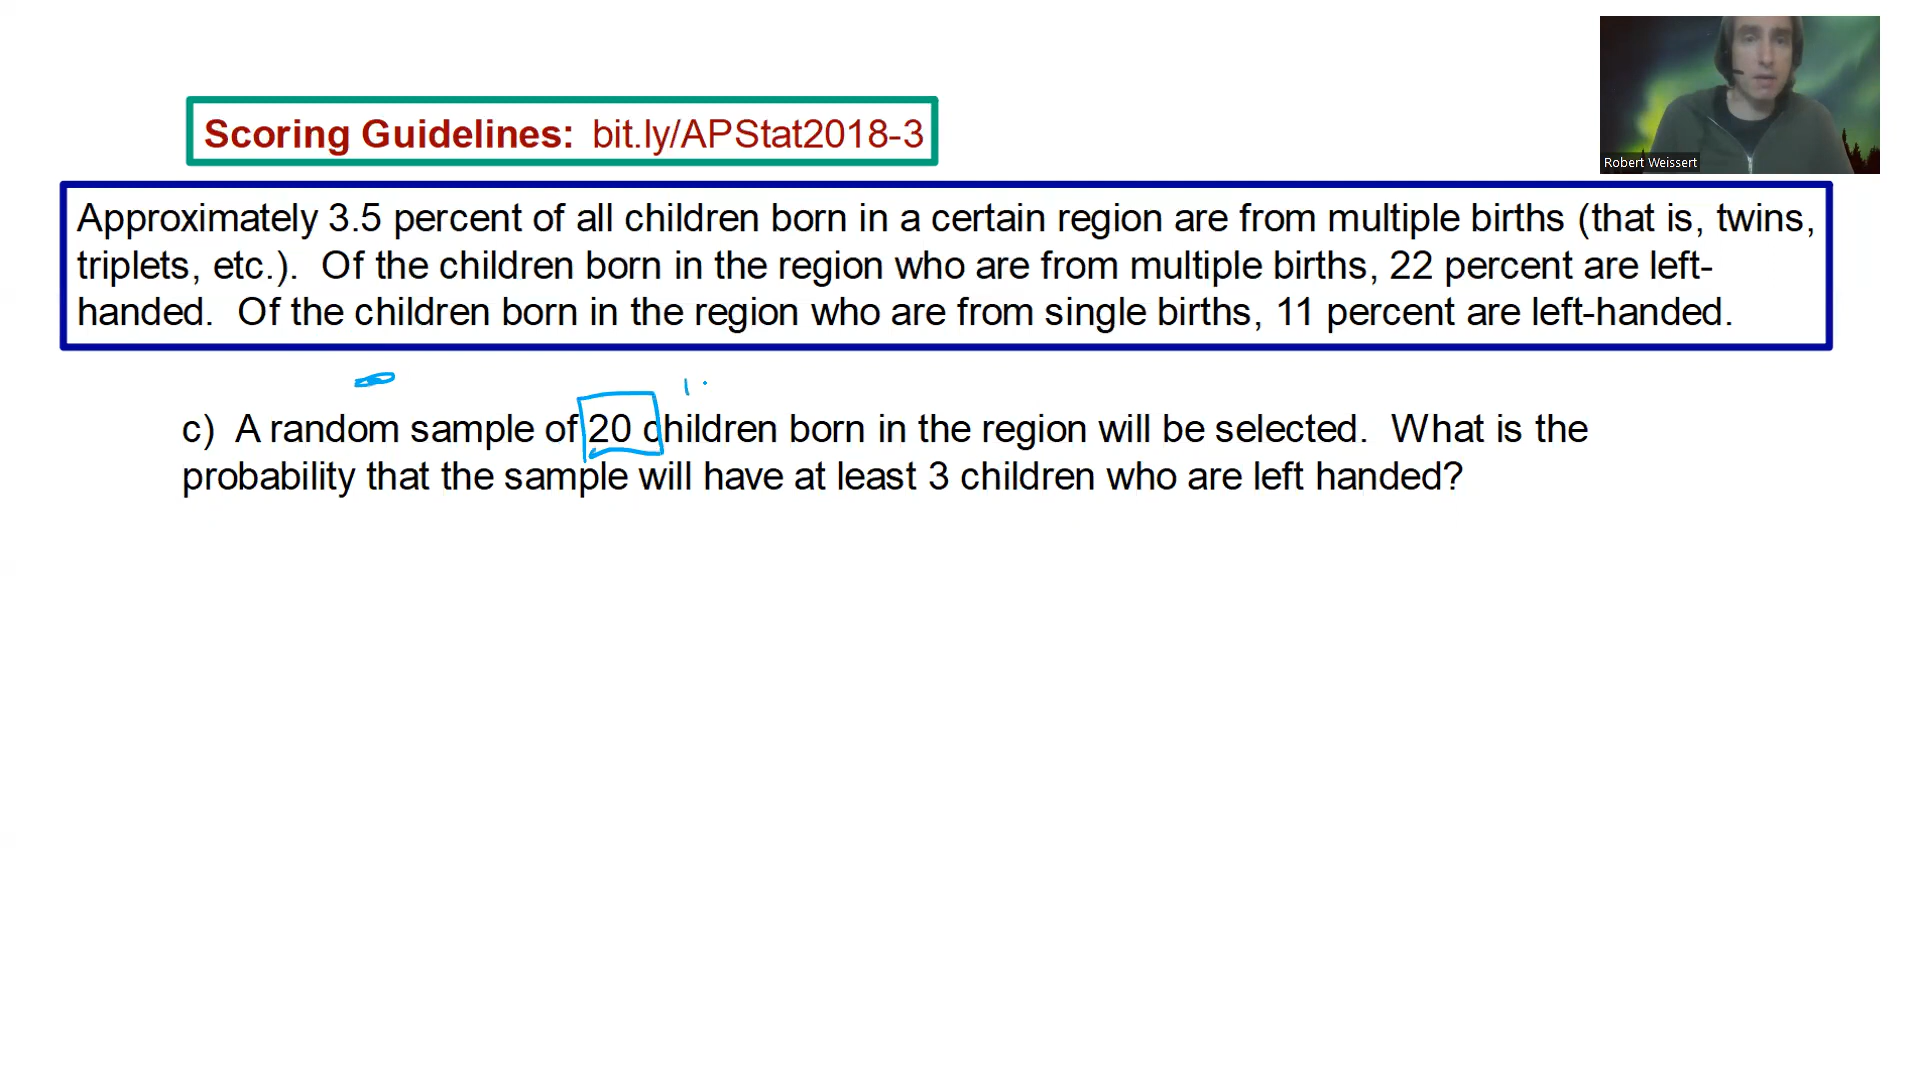 Scoring Guidelines: bit.ly/APStat2018-3
Robert Weissert
Approximately 3.5 percent of all children born in a certain region are from multiple births (that is, twins,
triplets, etc.). Of the children born in the region who are from multiple births, 22 percent are left-
handed. Of the children born in the region who are from single births, 11 percent are left-handed.
c) A random sample of 20 children born in the region will be selected. What is the
probability that the sample will have at least 3 children who are left handed?